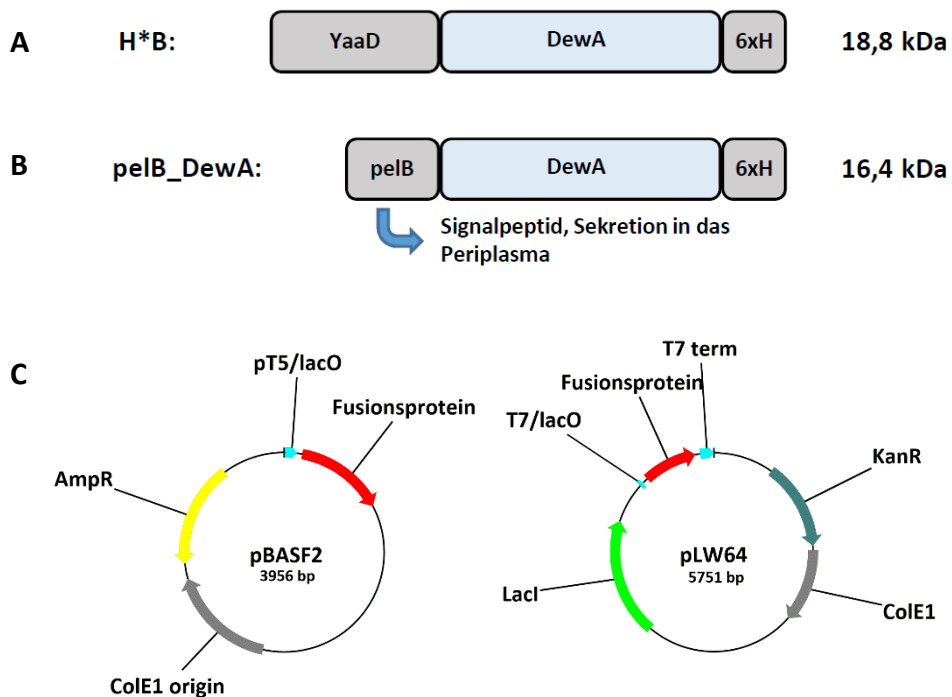 A
H*B:
YaaD
DewA
6xH
18,8 kDa
B
pelB_DewA:
pelB
DewA
6xH
16,4 kDa
Signalpeptid, Sekretion in das
Periplasma
C
pT5/lacO
Fusionsprotein
AmpR
pBASF2
3956 bp
ColE1 origin
T7 term
Fusionsprotein
T7/lacO
KanR
pLW64
5751 bp
LacI
ColE1